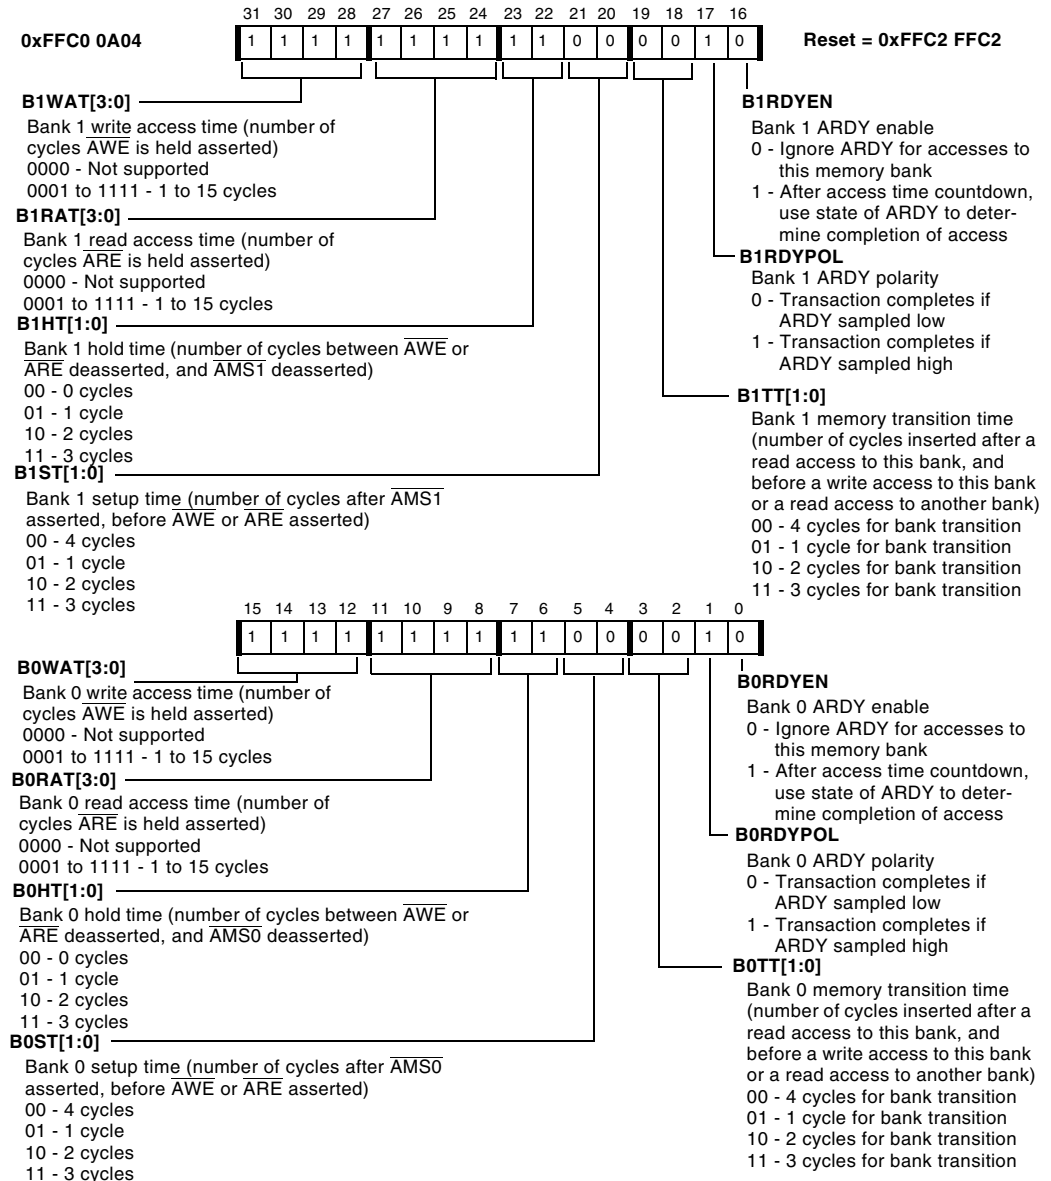 31 30 29 28 27 26 25 24 23 22 21 20 19 18 17 16
0xFFC0 0A04
1 1 1 1 1 1 1 1 1 1 0 0 0 0 1 0
Reset = 0xFFC2 FFC2
B1WAT[3:0]
Bank 1 write access time (number of
cycles AWE is held asserted)
0000 - Not supported
0001 to 1111 - 1 to 15 cycles
B1RAT[3:0]
Bank 1 read access time (number of
cycles ARE is held asserted)
0000 - Not supported
0001 to 1111 - 1 to 15 cycles
B1HT[1:0]
Bank 1 hold time (number of cycles between AWE or
ARE deasserted, and AMS1 deasserted)
00 - 0 cycles
01 - 1 cycle
10 - 2 cycles
11 - 3 cycles
B1ST[1:0]
Bank 1 setup time (number of cycles after AMS1
asserted, before AWE or ARE asserted)
00 - 4 cycles
01 - 1 cycle
10 - 2 cycles
11 - 3 cycles
B1RDYEN
Bank 1 ARDY enable
0 - Ignore ARDY for accesses to
this memory bank
1 - After access time countdown,
use state of ARDY to deter-
mine completion of access
B1RDYPOL
Bank 1 ARDY polarity
0 - Transaction completes if
ARDY sampled low
1 - Transaction completes if
ARDY sampled high
B1TT[1:0]
Bank 1 memory transition time
(number of cycles inserted after a
read access to this bank, and
before a write access to this bank
or a read access to another bank)
00 - 4 cycles for bank transition
01 - 1 cycle for bank transition
10 - 2 cycles for bank transition
11 - 3 cycles for bank transition
15 14 13 12 11 10 9 8 7 6 5 4 3 2 1 0
1 1 1 1 1 1 1 1 1 1 0 0 0 0 1 0
B0WAT[3:0]
Bank 0 write access time (number of
cycles AWE is held asserted)
0000 - Not supported
0001 to 1111 - 1 to 15 cycles
B0RAT[3:0]
Bank 0 read access time (number of
cycles ARE is held asserted)
0000 - Not supported
0001 to 1111 - 1 to 15 cycles
B0HT[1:0]
Bank 0 hold time (number of cycles between AWE or
ARE deasserted, and AMS0 deasserted)
00 - 0 cycles
01 - 1 cycle
10 - 2 cycles
11 - 3 cycles
B0ST[1:0]
Bank 0 setup time (number of cycles after AMS0
asserted, before AWE or ARE asserted)
00 - 4 cycles
01 - 1 cycle
10 - 2 cycles
11 - 3 cycles
B0RDYEN
Bank 0 ARDY enable
0 - Ignore ARDY for accesses to
this memory bank
1 - After access time countdown,
use state of ARDY to deter-
mine completion of access
B0RDYPOL
Bank 0 ARDY polarity
0 - Transaction completes if
ARDY sampled low
1 - Transaction completes if
ARDY sampled high
B0TT[1:0]
Bank 0 memory transition time
(number of cycles inserted after a
read access to this bank, and
before a write access to this bank
or a read access to another bank)
00 - 4 cycles for bank transition
01 - 1 cycle for bank transition
10 - 2 cycles for bank transition
11 - 3 cycles for bank transition